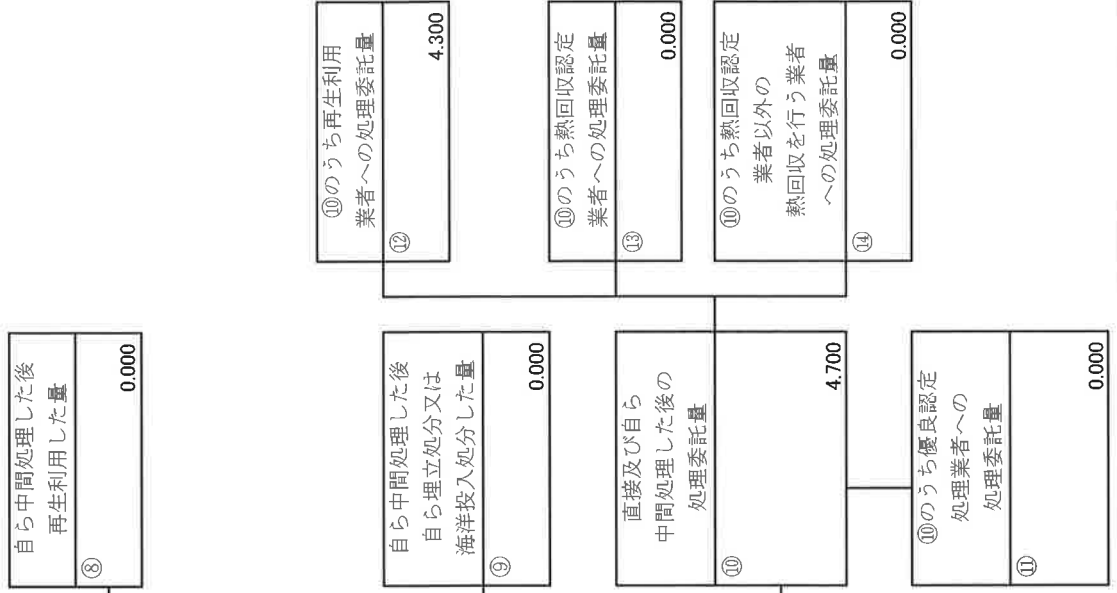 自ら中間処理した後
再生利用した量
⑧
0.000
自ら中間処理した後
自ら埋立処分又は
海洋投入処分した量
⑨
0.000
直接及び自ら
中間処理した後の
処理委託量
⑩
4.700
⑩のうち優良認定
処理業者への
処理委託量
⑪
0.000
⑩のうち再生利用
業者への処理委託量
⑫
4.300
⑩のうち熱回収認定
業者への処理委託量
⑬
0.000
⑩のうち熱回収認定
業者以外の
熱回収を行う業者
への処理委託量
⑭
0.000